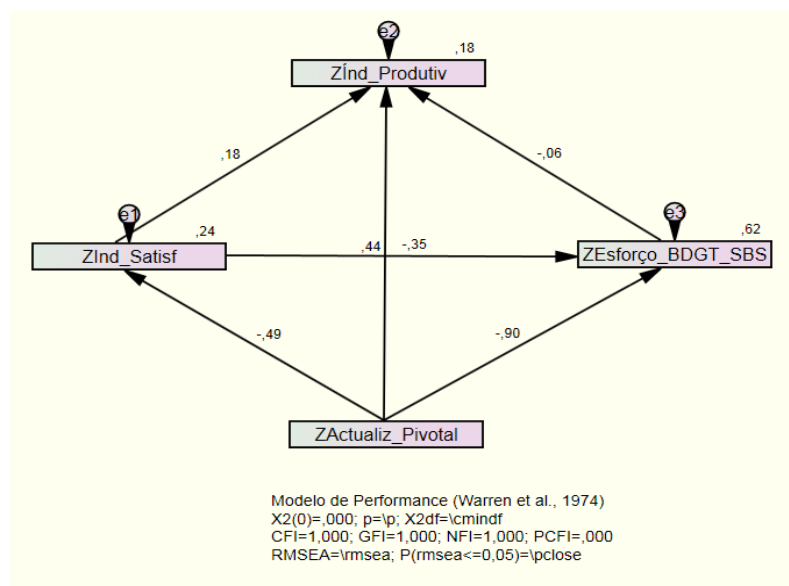 e2
,18
ZÍnd_Produtiv
,18
-,06
e1
,24
ZInd_Satisf
,44
-,35
e3
,62
ZEsforço_BDGT_SBS
-,49
-,90
ZActualiz_Pivotal
Modelo de Performance (Warren et al., 1974)
X2(0)=,000; p=\p; X2df=\cmindf
CFI=1,000; GFI=1,000; NFI=1,000; PCFI=,000
RMSEA=\rmsea; P(rmsea<=0,05)=\pclose